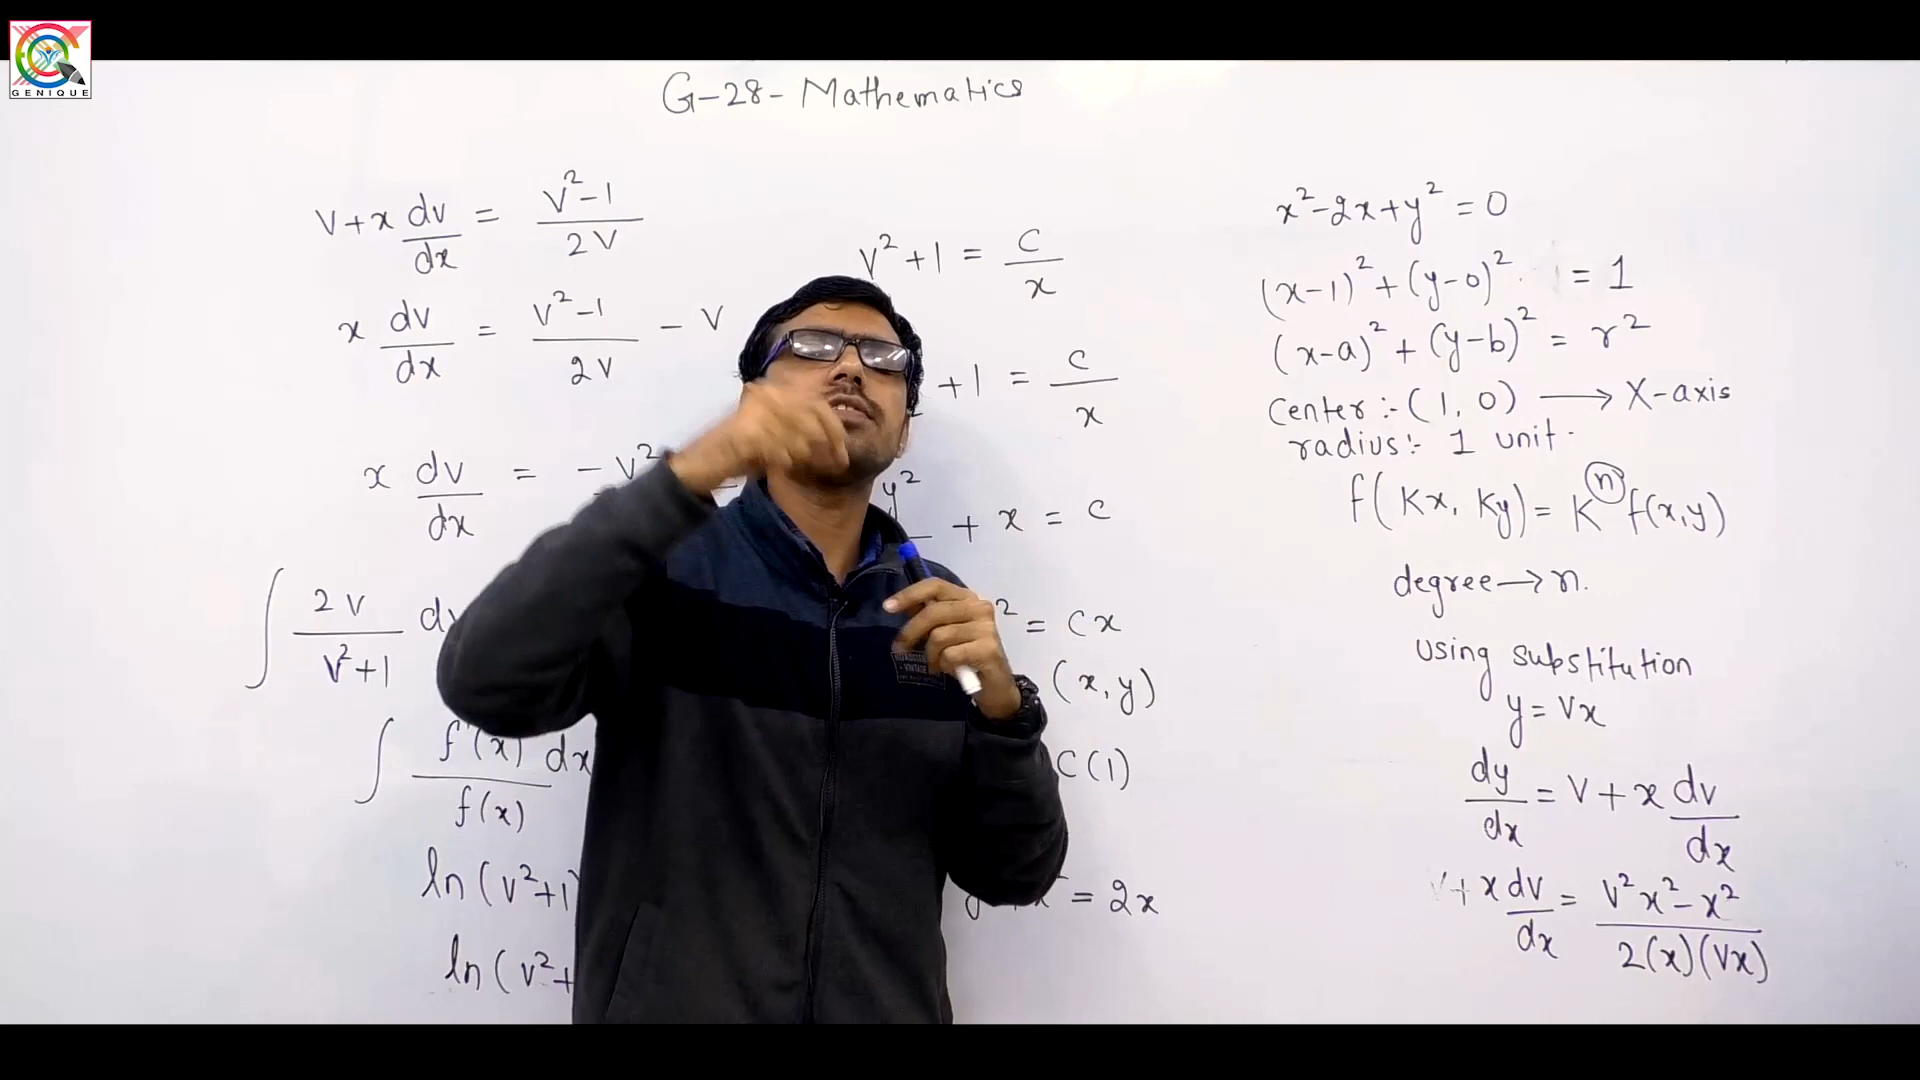 GENIQUE
G-28- Mathematics
V + x dv/dx = (V²-1)/2V
x dv/dx = (V²-1)/2V - V
x dv/dx = -V²
∫ 2V/(V²+1) dv
∫ f'(x)/f(x) dx
ln(V²+1)
ln(V²+
V²+1 = C/x
+1 = C/x
y² + x = C
² = Cx
(x,y)
C(1)
= 2x
x²-2x+y² = 0
(x-1)²+(y-0)² = 1
(x-a)² + (y-b)² = r²
Center :- (1, 0) → X-axis
radius:- 1 unit.
f(Kx, Ky) = Kⁿ f(x,y)
degree → n.
using substitution
y = Vx
dy/dx = V + x dv/dx
V + x dv/dx = (V²x²-x²)/2(x)(Vx)